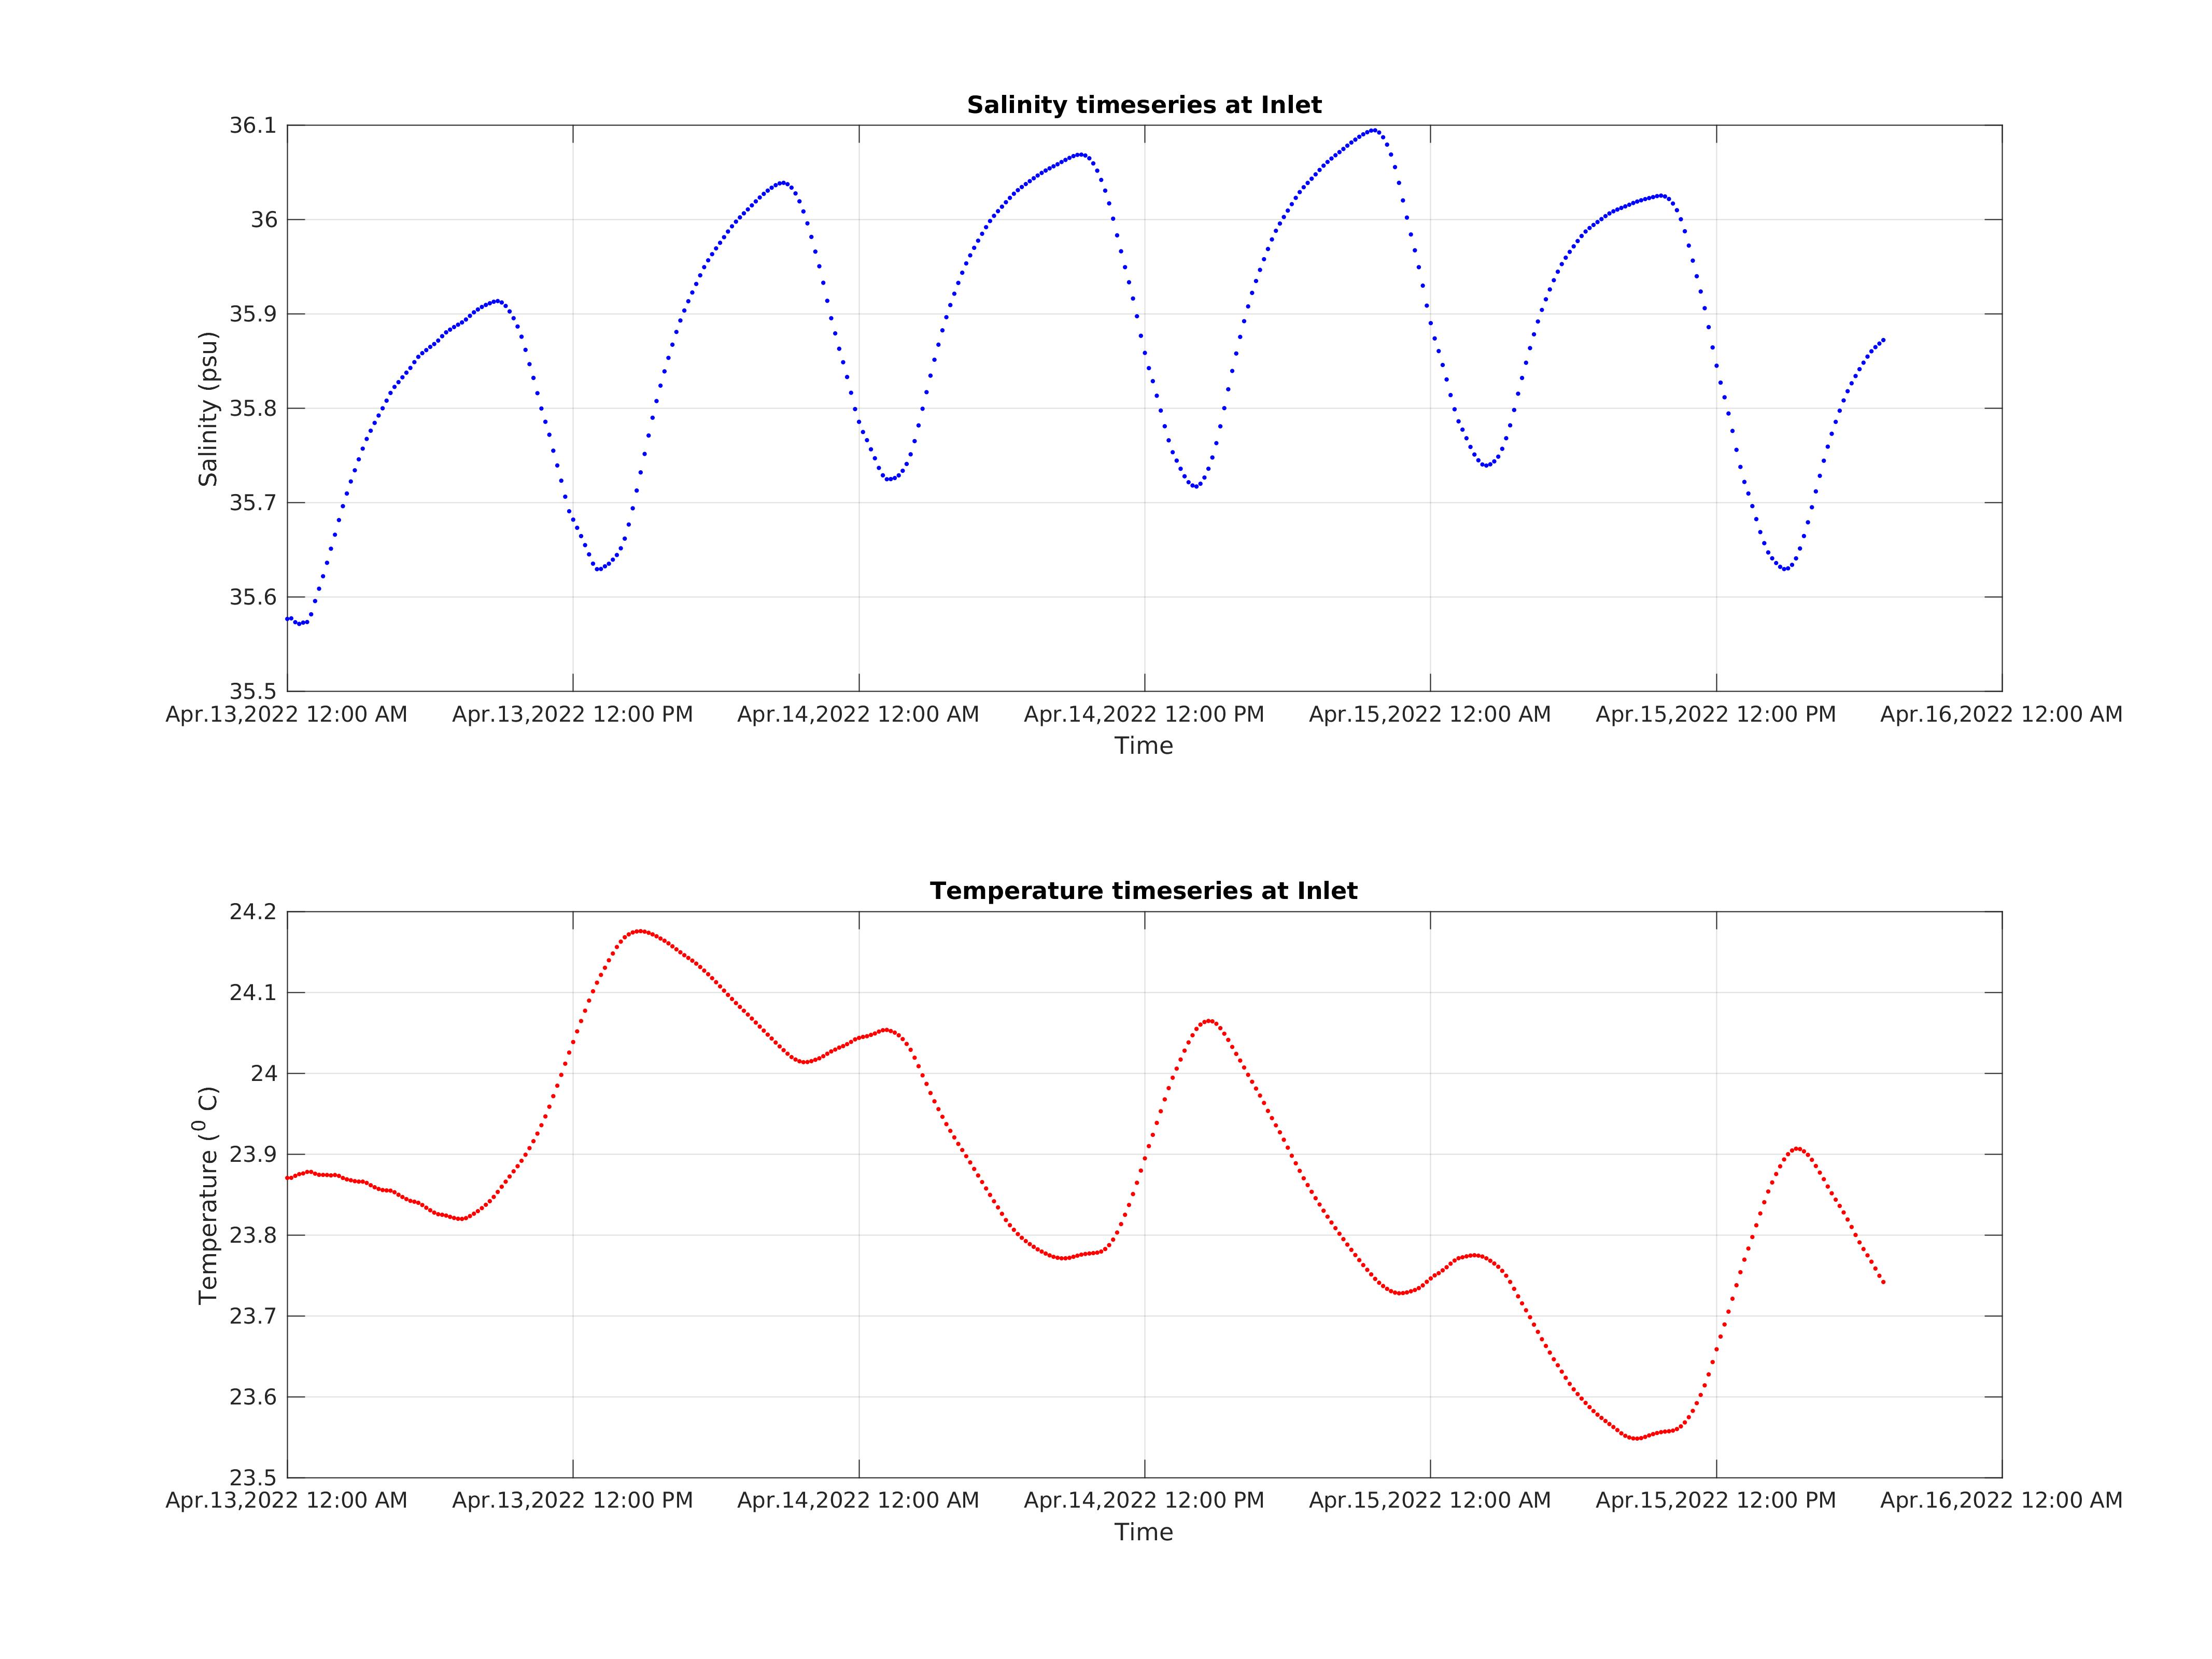 Salinity timeseries at Inlet
36.1
36
35.9
35.8
35.7
35.6
35.5
Salinity (psu)
Apr.13,2022 12:00 AM Apr.13,2022 12:00 PM Apr.14,2022 12:00 AM Apr.14,2022 12:00 PM Apr.15,2022 12:00 AM Apr.15,2022 12:00 PM Apr.16,2022 12:00 AM
Time
Temperature timeseries at Inlet
24.2
24.1
24
23.9
23.8
23.7
23.6
23.5
Temperature (⁰ C)
Apr.13,2022 12:00 AM Apr.13,2022 12:00 PM Apr.14,2022 12:00 AM Apr.14,2022 12:00 PM Apr.15,2022 12:00 AM Apr.15,2022 12:00 PM Apr.16,2022 12:00 AM
Time